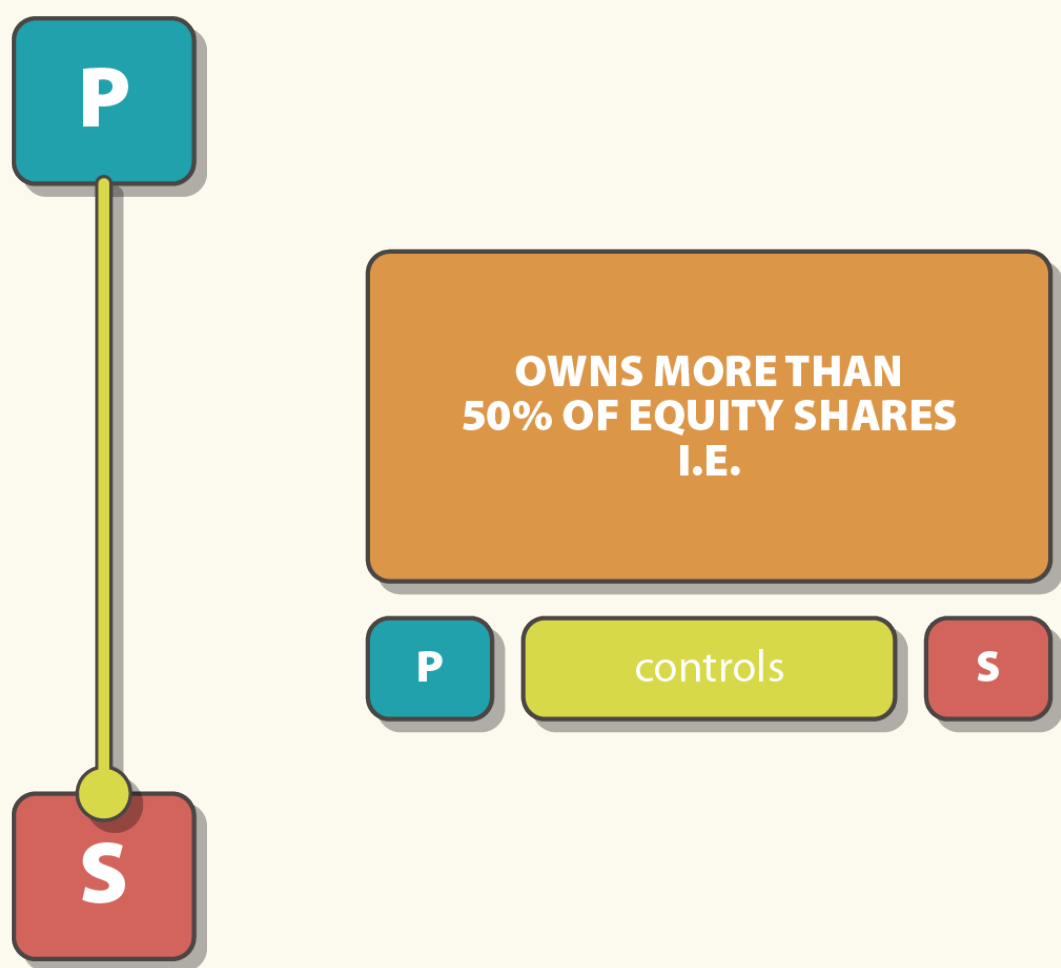 P
OWNS MORE THAN
50% OF EQUITY SHARES
I.E.
P controls S
S